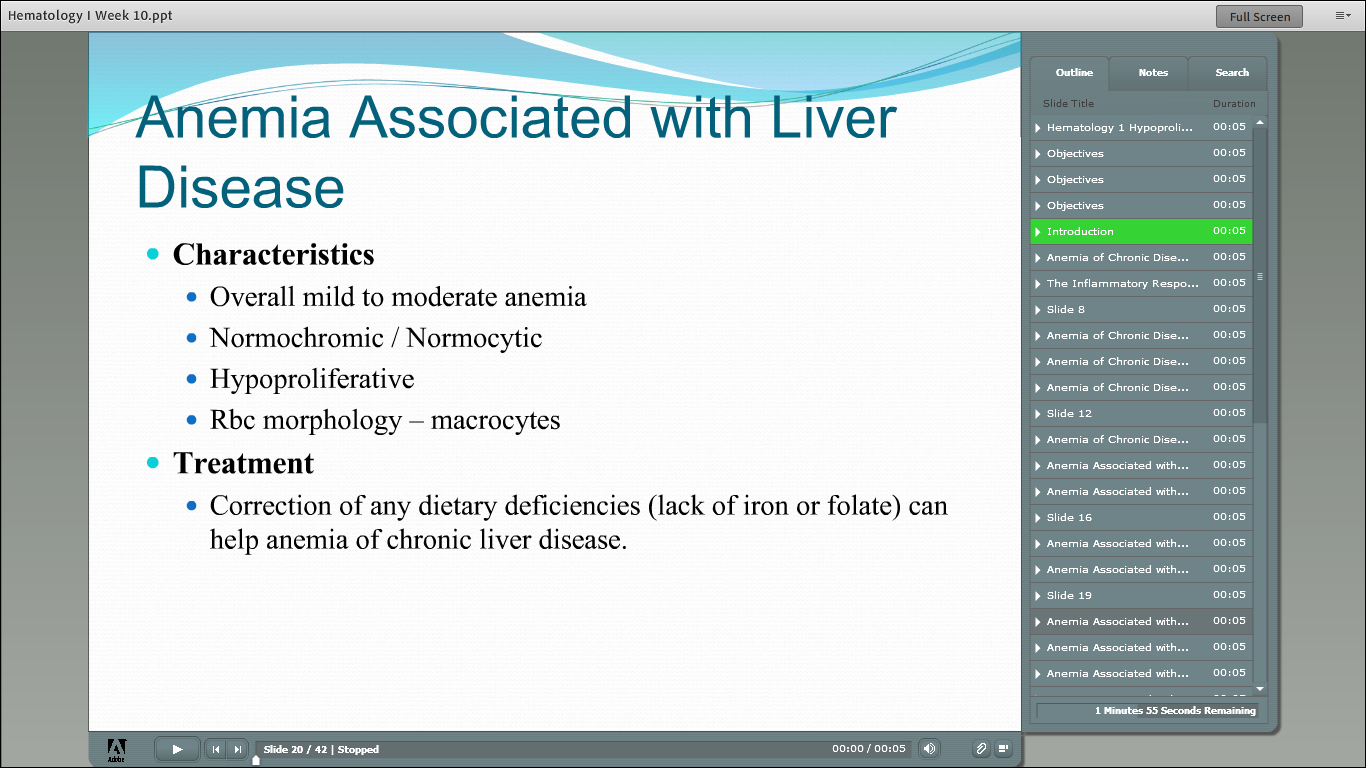 Hematology I Week 10.ppt
Full Screen
Anemia Associated with Liver
Disease
Characteristics
Overall mild to moderate anemia
Normochromic / Normocytic
Hypoproliferative
Rbc morphology – macrocytes
Treatment
Correction of any dietary deficiencies (lack of iron or folate) can
help anemia of chronic liver disease.
Outline Notes Search
Slide Title Duration
Hematology 1 Hypoproli... 00:05
Objectives 00:05
Objectives 00:05
Objectives 00:05
Introduction 00:05
Anemia of Chronic Dise... 00:05
The Inflammatory Respo... 00:05
Slide 8 00:05
Anemia of Chronic Dise... 00:05
Anemia of Chronic Dise... 00:05
Anemia of Chronic Dise... 00:05
Slide 12 00:05
Anemia of Chronic Dise... 00:05
Anemia Associated with... 00:05
Anemia Associated with... 00:05
Slide 16 00:05
Anemia Associated with... 00:05
Anemia Associated with... 00:05
Slide 19 00:05
Anemia Associated with... 00:05
Anemia Associated with... 00:05
Anemia Associated with... 00:05
1 Minutes 55 Seconds Remaining
Adobe
Slide 20 / 42 | Stopped
00:00 / 00:05